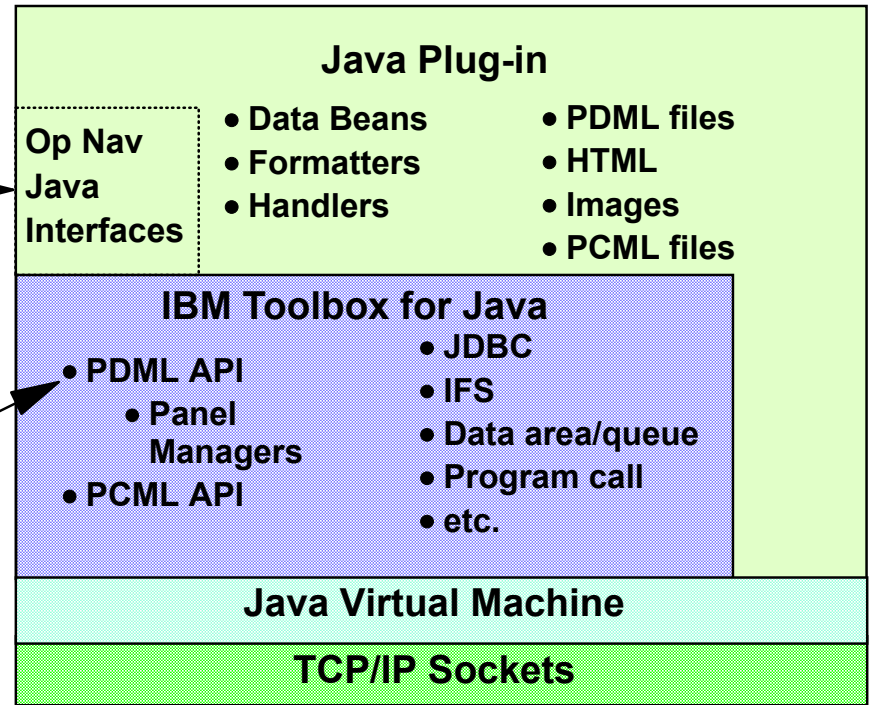 Java Plug-in
Op Nav
Java
Interfaces
• Data Beans
• Formatters
• Handlers
• PDML files
• HTML
• Images
• PCML files
IBM Toolbox for Java
• PDML API
• Panel
Managers
• PCML API
• JDBC
• IFS
• Data area/queue
• Program call
• etc.
Java Virtual Machine
TCP/IP Sockets